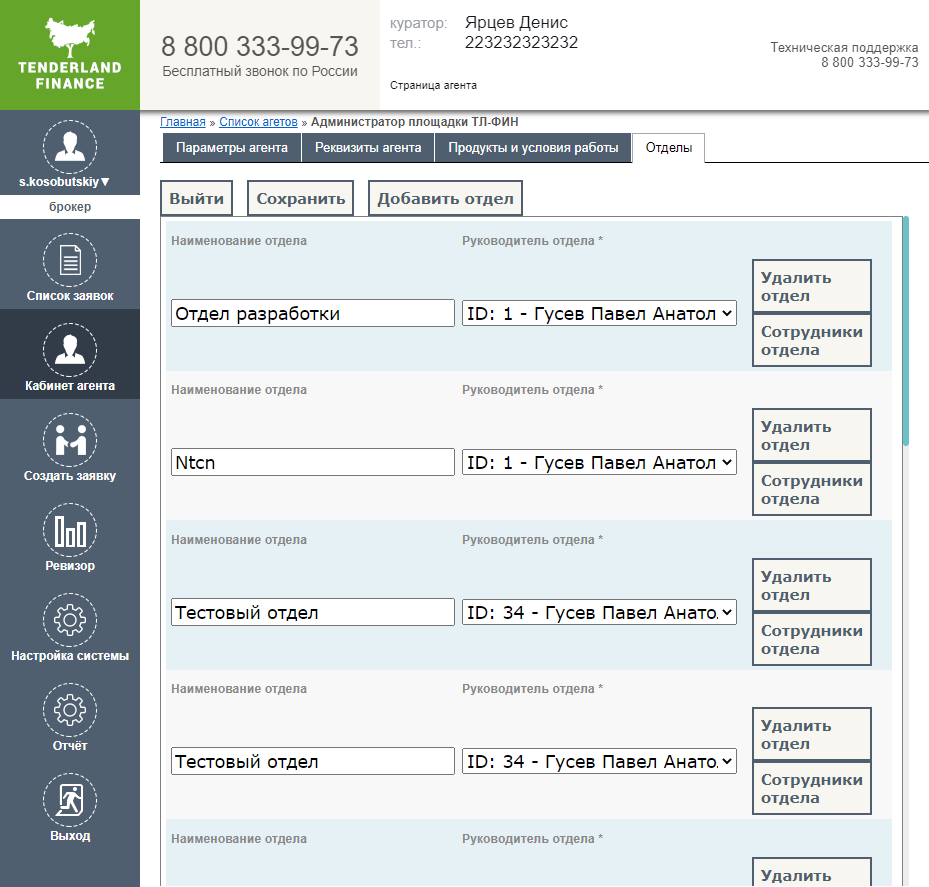 TENDERLAND
FINANCE
8 800 333-99-73
Бесплатный звонок по России
куратор: Ярцев Денис
тел.: 223232323232
Страница агента
Техническая поддержка
8 800 333-99-73
s.kosobutskiy▼
брокер
Список заявок
Кабинет агента
Создать заявку
Ревизор
Настройка системы
Отчёт
Выход
Главная » Список агетов » Администратор площадки ТЛ-ФИН
Параметры агента Реквизиты агента Продукты и условия работы Отделы
Выйти Сохранить Добавить отдел
Наименование отдела Руководитель отдела *
Отдел разработки ID: 1 - Гусев Павел Анатол
Удалить
отдел
Сотрудники
отдела
Наименование отдела Руководитель отдела *
Ntcn ID: 1 - Гусев Павел Анатол
Удалить
отдел
Сотрудники
отдела
Наименование отдела Руководитель отдела *
Тестовый отдел ID: 34 - Гусев Павел Анато.
Удалить
отдел
Сотрудники
отдела
Наименование отдела Руководитель отдела *
Тестовый отдел ID: 34 - Гусев Павел Анато.
Удалить
отдел
Сотрудники
отдела
Наименование отдела Руководитель отдела *
Удалить